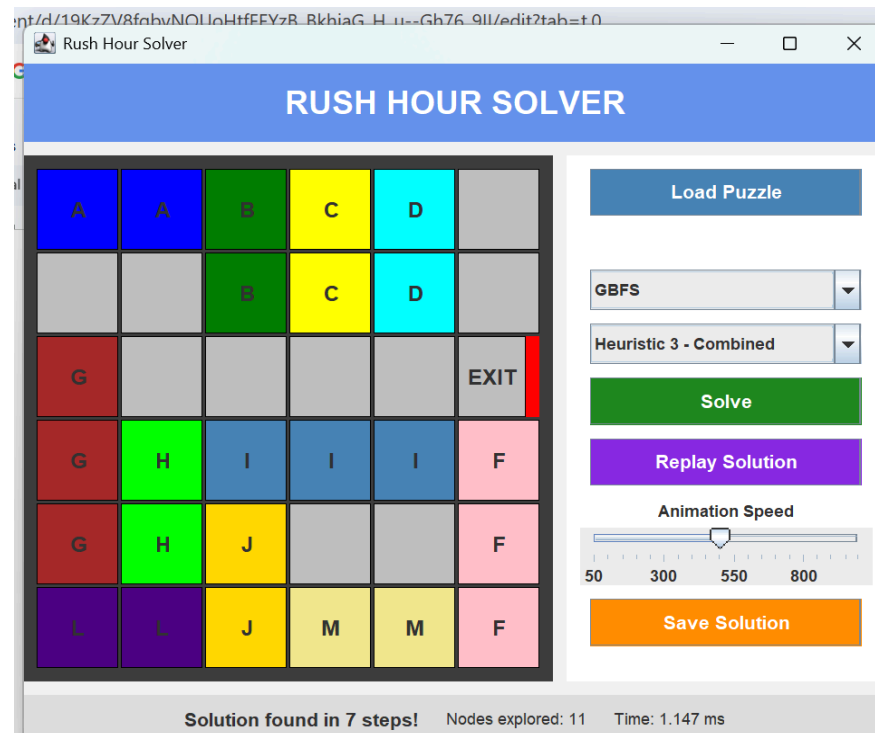 Rush Hour Solver
RUSH HOUR SOLVER
A A B C D
B C D
G EXIT
G H I I I F
G H J F
L L J M M F
Load Puzzle
GBFS
Heuristic 3 - Combined
Solve
Replay Solution
Animation Speed
50 300 550 800
Save Solution
Solution found in 7 steps! Nodes explored: 11 Time: 1.147 ms